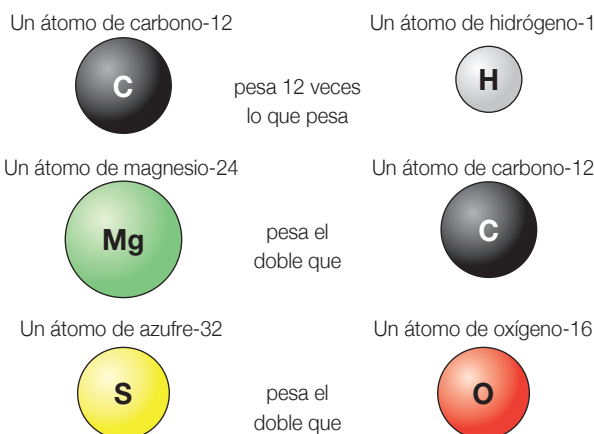 Un átomo de carbono-12
Un átomo de hidrógeno-1
C
pesa 12 veces
lo que pesa
H
Un átomo de magnesio-24
Un átomo de carbono-12
Mg
pesa el
doble que
C
Un átomo de azufre-32
Un átomo de oxígeno-16
S
pesa el
doble que
O